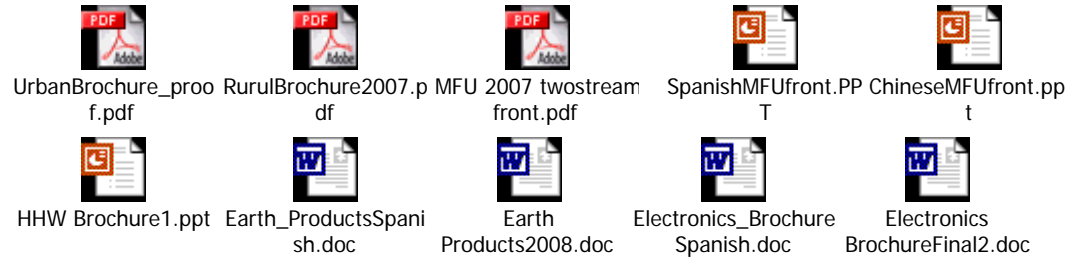 PDF PDF PDF
Adobe Adobe Adobe
UrbanBrochure_proo RurulBrochure2007.p MFU 2007 twostream SpanishMFUfront.PP ChineseMFUfront.pp
f.pdf df front.pdf T t
W W W W
HHW Brochure1.ppt Earth_ProductsSpani Earth Electronics_Brochure Electronics
sh.doc Products2008.doc Spanish.doc BrochureFinal2.doc